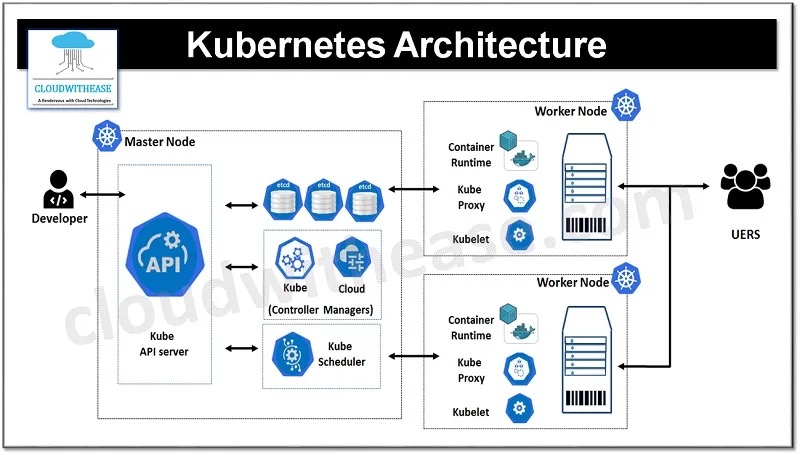 Kubernetes Architecture
CLOUDWITHEASE
A Rendezvous with Cloud Technologies
Developer
Master Node
API
Kube
API server
etcd
etcd
etcd
Kube
Cloud
(Controller Managers)
Kube
Scheduler
Worker Node
Container
Runtime
Kube
Proxy
Kubelet
Worker Node
Container
Runtime
Kube
Proxy
Kubelet
UERS
cloudwithease.com